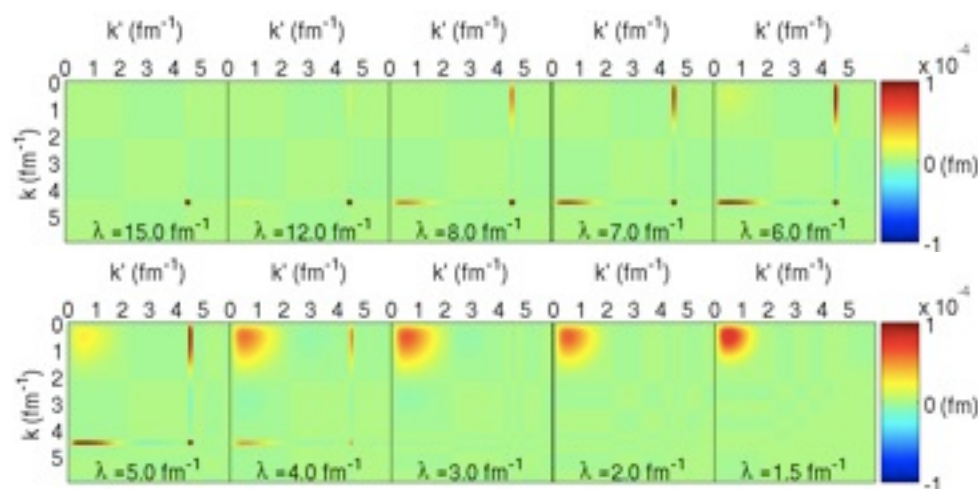 k' (fm⁻¹) k' (fm⁻¹) k' (fm⁻¹) k' (fm⁻¹) k' (fm⁻¹)
0 1 2 3 4 5 0 1 2 3 4 5 0 1 2 3 4 5 0 1 2 3 4 5 0 1 2 3 4 5
x 10⁻⁴
k (fm⁻¹)
0
1
2
3
4
5
1
0 (fm)
-1
λ =15.0 fm⁻¹ λ =12.0 fm⁻¹ λ =8.0 fm⁻¹ λ =7.0 fm⁻¹ λ =6.0 fm⁻¹
k' (fm⁻¹) k' (fm⁻¹) k' (fm⁻¹) k' (fm⁻¹) k' (fm⁻¹)
0 1 2 3 4 5 0 1 2 3 4 5 0 1 2 3 4 5 0 1 2 3 4 5 0 1 2 3 4 5
x 10⁻⁴
k (fm⁻¹)
0
1
2
3
4
5
1
0 (fm)
-1
λ =5.0 fm⁻¹ λ =4.0 fm⁻¹ λ =3.0 fm⁻¹ λ =2.0 fm⁻¹ λ =1.5 fm⁻¹